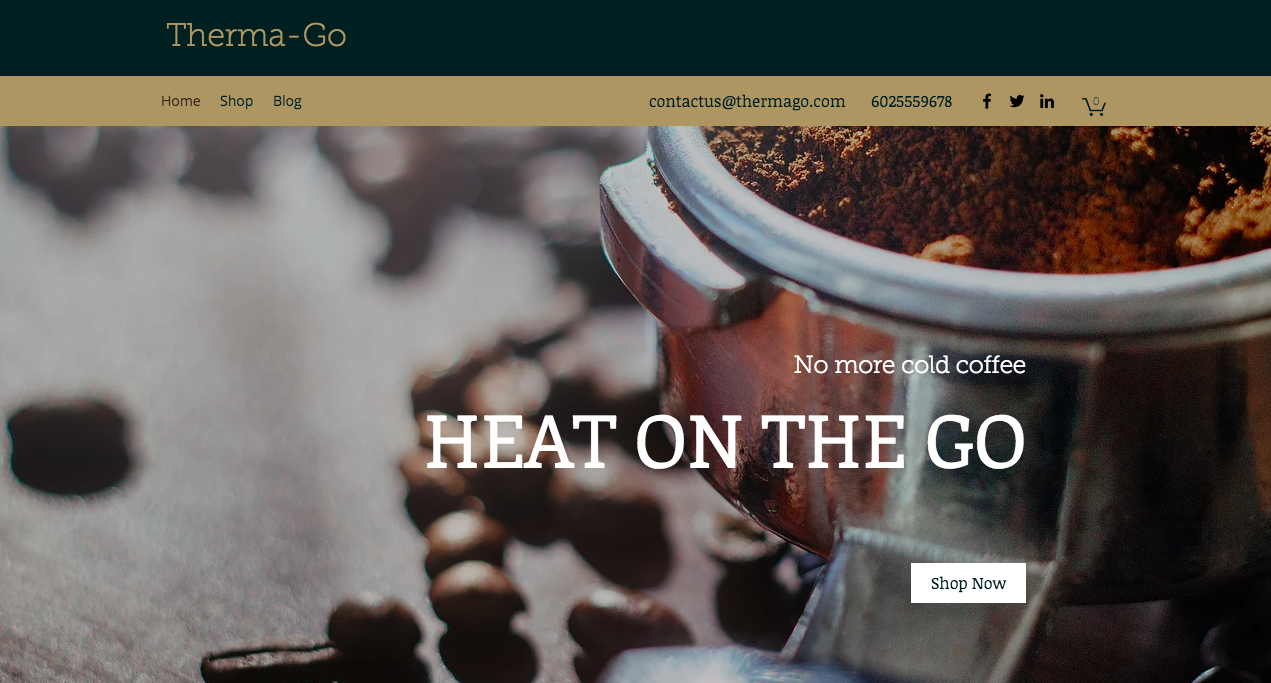 Therma-Go
Home Shop Blog contactus@thermago.com 6025559678 0
No more cold coffee
HEAT ON THE GO
Shop Now